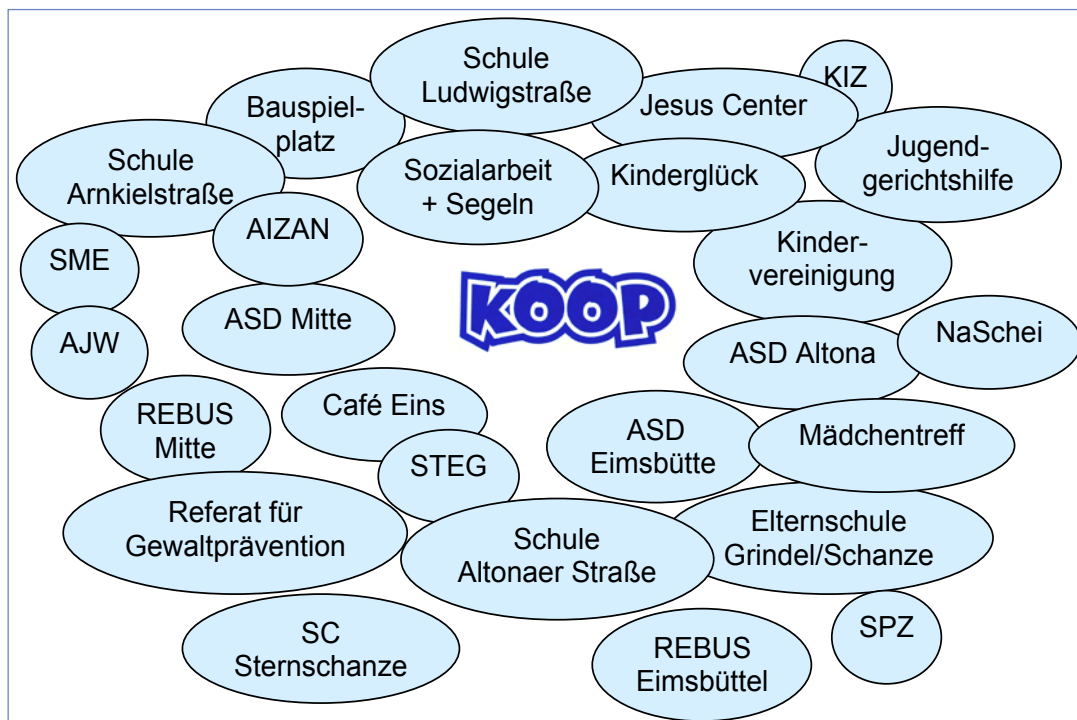 Schule
Ludwigstraße
KIZ
Jesus Center
Bauspiel-
platz
Jugend-
gerichtshilfe
Schule
Arnkielstraße
Sozialarbeit
+ Segeln
Kinderglück
AIZAN
Kinder-
vereinigung
SME
KOOP
ASD Mitte
NaSchei
AJW
ASD Altona
Café Eins
REBUS
Mitte
ASD
Eimsbütte
Mädchentreff
STEG
Referat für
Gewaltprävention
Schule
Altonaer Straße
Elternschule
Grindel/Schanze
SC
Sternschanze
SPZ
REBUS
Eimsbüttel